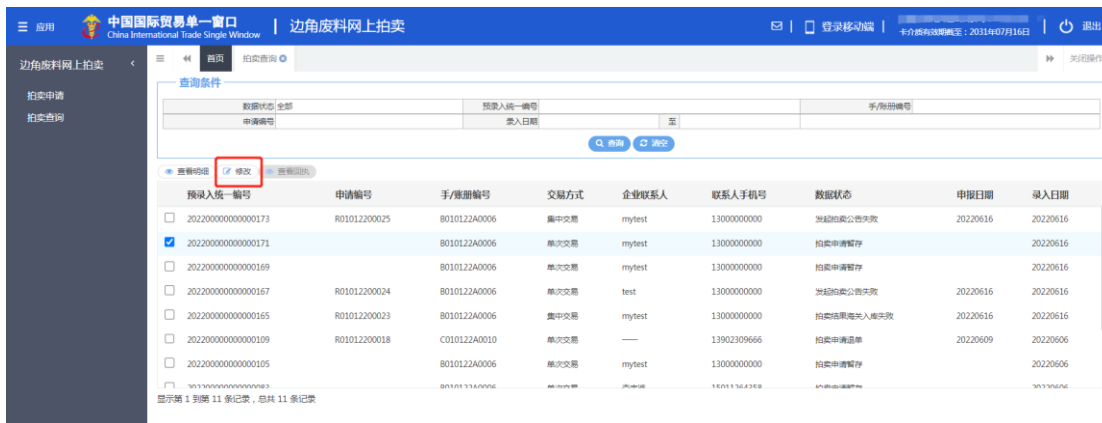 应用 中国国际贸易单一窗口 China International Trade Single Window 边角废料网上拍卖 登录移动端 卡介质有效期截至：2031年07月16日 退出
边角废料网上拍卖 首页 拍卖查询 关闭操作
拍卖申请
拍卖查询
查询条件
数据状态 全部 预录入统一编号 手/账册编号
申请编号 录入日期 至
查询 清空
查看明细 修改 查看回执
预录入统一编号 申请编号 手/账册编号 交易方式 企业联系人 联系人手机号 数据状态 申报日期 录入日期
202200000000000173 R01012200025 B010122A0006 集中交易 mytest 13000000000 发起拍卖公告失败 20220616 20220616
202200000000000171 B010122A0006 单次交易 mytest 13000000000 拍卖申请暂存 20220616
202200000000000169 B010122A0006 单次交易 mytest 13000000000 拍卖申请暂存 20220616
202200000000000167 R01012200024 B010122A0006 单次交易 test 13000000000 发起拍卖公告失败 20220616 20220616
202200000000000165 R01012200023 B010122A0006 集中交易 mytest 13000000000 拍卖结果海关入库失败 20220616 20220616
202200000000000109 R01012200018 C010122A0010 单次交易 —— 13902309666 拍卖申请退单 20220609 20220606
202200000000000105 B010122A0006 单次交易 mytest 13000000000 拍卖申请暂存 20220606
显示第 1 到第 11 条记录，总共 11 条记录